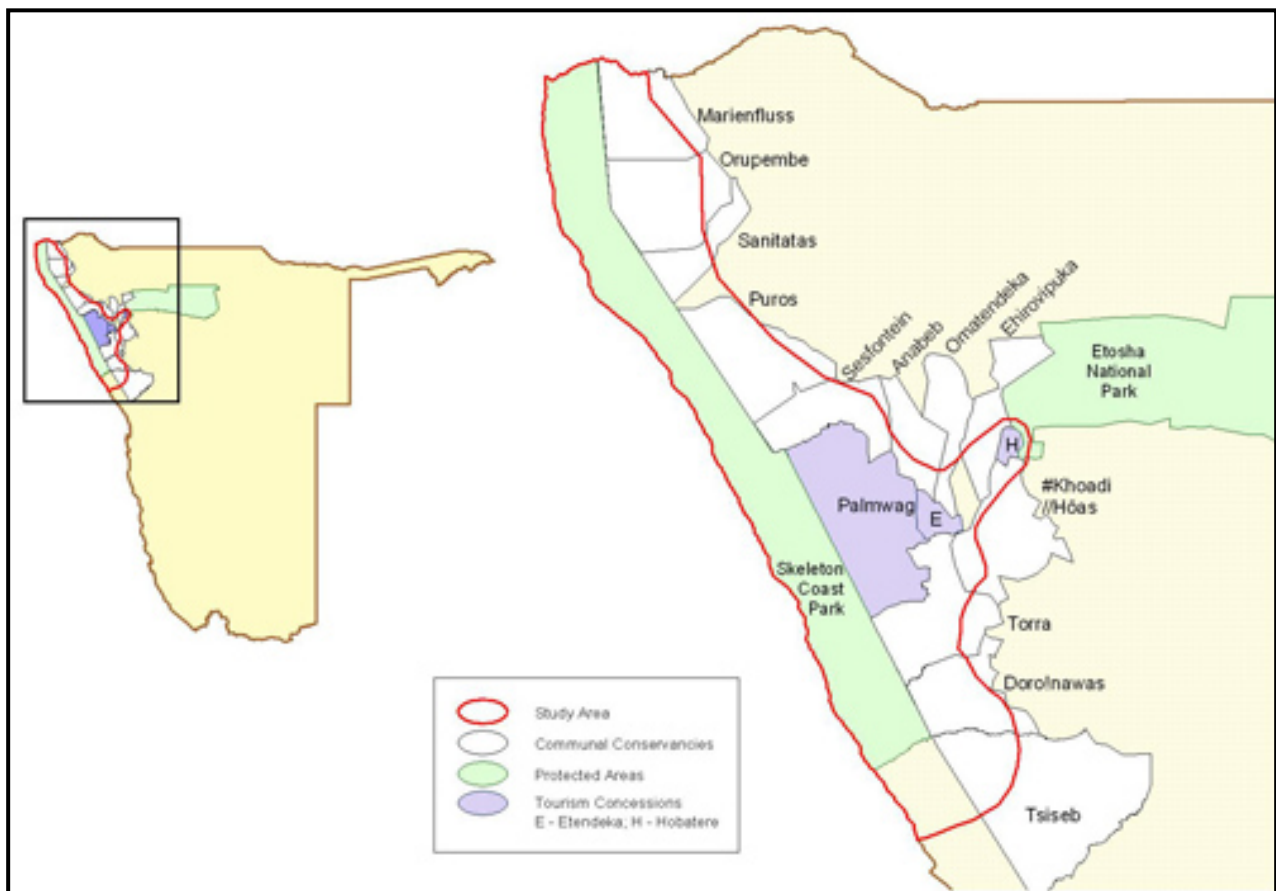 Marienfluss
Orupembe
Sanitatas
Puros
Sesfontein
Anabeb
Omatendeka
Ehirovipuka
Etosha
National
Park
H
#Khoadi
//Hôas
Palmwag
E
Skeleton
Coast
Park
Torra
Doro!nawas
Tsiseb
Study Area
Communal Conservancies
Protected Areas
Tourism Concessions
E - Etendeka; H - Hobatere